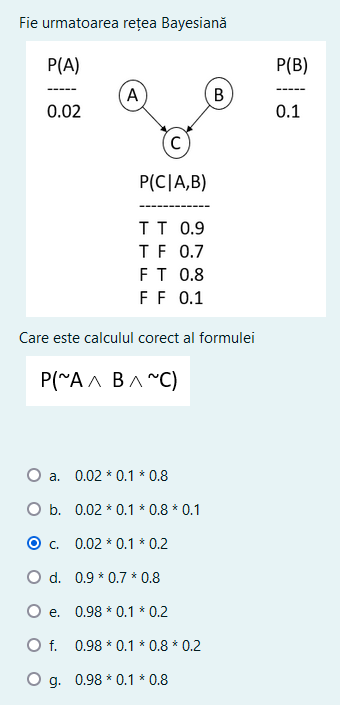 Fie urmatoarea rețea Bayesiană
P(A) P(B)
----- -----
A B
0.02 0.1
C
P(C|A,B)
------------
T T 0.9
T F 0.7
F T 0.8
F F 0.1
Care este calculul corect al formulei
P(~A ∧ B ∧ ~C)
a. 0.02 * 0.1 * 0.8
b. 0.02 * 0.1 * 0.8 * 0.1
c. 0.02 * 0.1 * 0.2
d. 0.9 * 0.7 * 0.8
e. 0.98 * 0.1 * 0.2
f. 0.98 * 0.1 * 0.8 * 0.2
g. 0.98 * 0.1 * 0.8